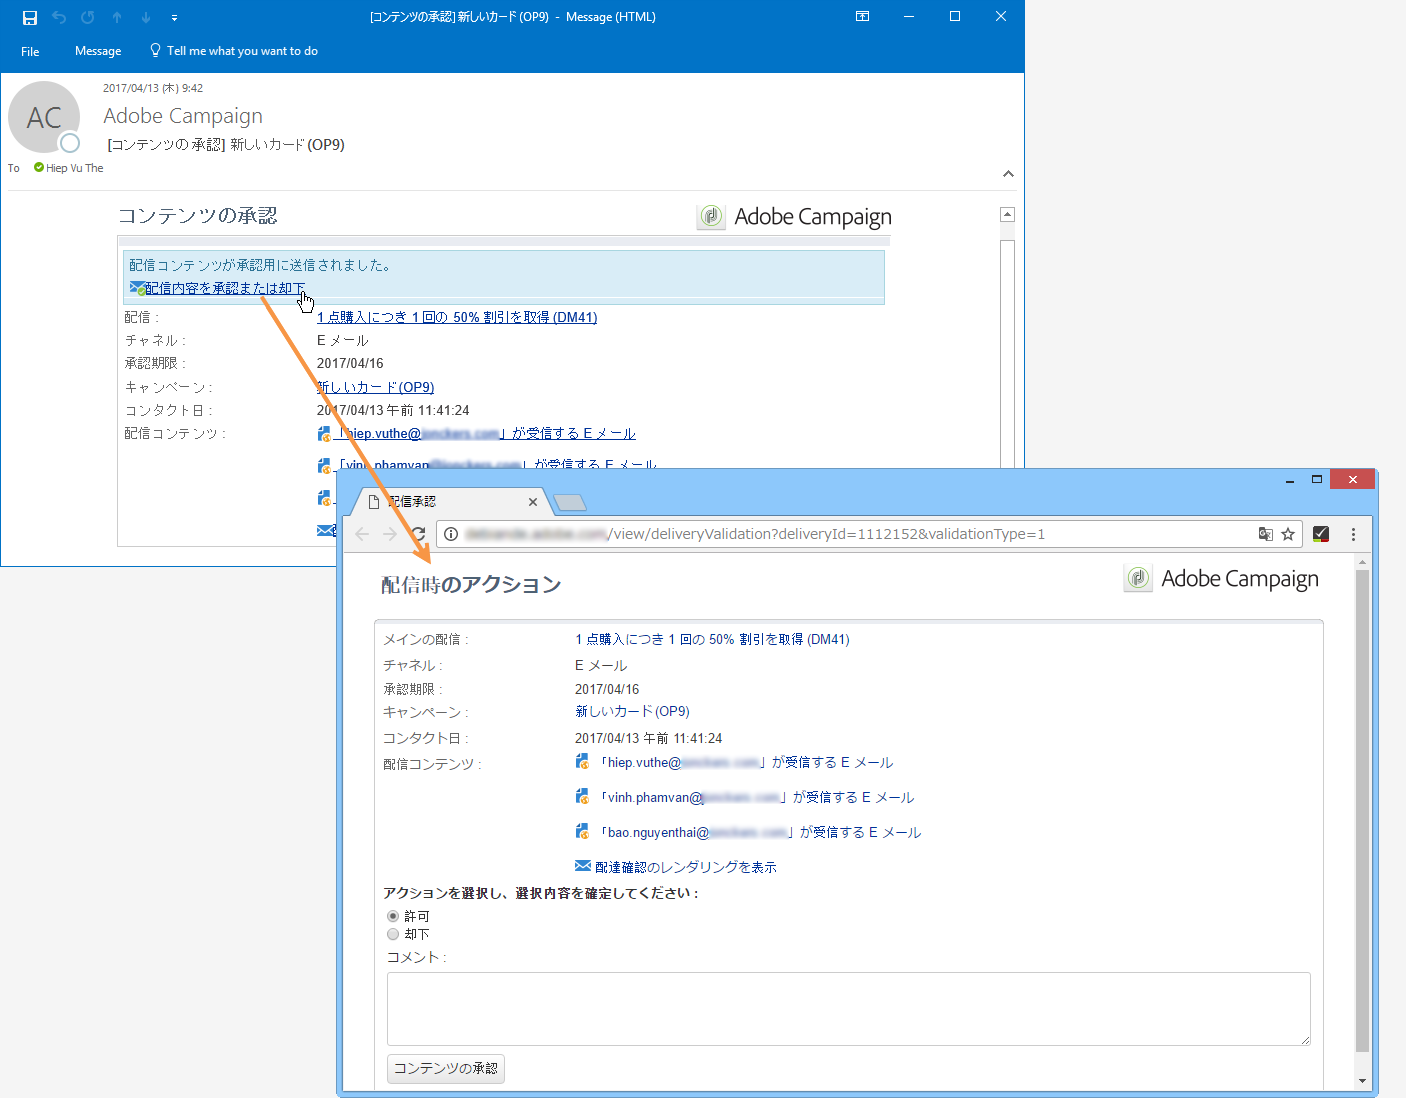 [コンテンツの承認] 新しいカード (OP9) - Message (HTML)
File Message Tell me what you want to do
2017/04/13 (木) 9:42
AC
Adobe Campaign
[コンテンツの 承認] 新しいカード(OP9)
To Hiep Vu The
コンテンツの承認
Adobe Campaign
配信コンテンツが承認用に送信されました。
配信内容を承認または却下
配信 : 1 点購入につき 1 回の 50% 割引を取得 (DM41)
チャネル : E メール
承認期限 : 2017/04/16
キャンペーン : 新しいカード(OP9)
コンタクト日 : 2017/04/13 午前 11:41:24
配信コンテンツ : 「hiep.vuthe@ 」が受信する E メール
「vinh.phamvan@ 」が受信する E メール
配信承認
/view/deliveryValidation?deliveryId=1112152&validationType=1
配信時のアクション
Adobe Campaign
メインの配信 : 1 点購入につき 1 回の 50% 割引を取得 (DM41)
チャネル : E メール
承認期限 : 2017/04/16
キャンペーン : 新しいカード(OP9)
コンタクト日 : 2017/04/13 午前 11:41:24
配信コンテンツ : 「hiep.vuthe@ 」が受信する E メール
「vinh.phamvan@ 」が受信する E メール
「bao.nguyenthai@ 」が受信する E メール
配達確認のレンダリングを表示
アクションを選択し、選択内容を確定してください :
許可
却下
コメント :
コンテンツの承認